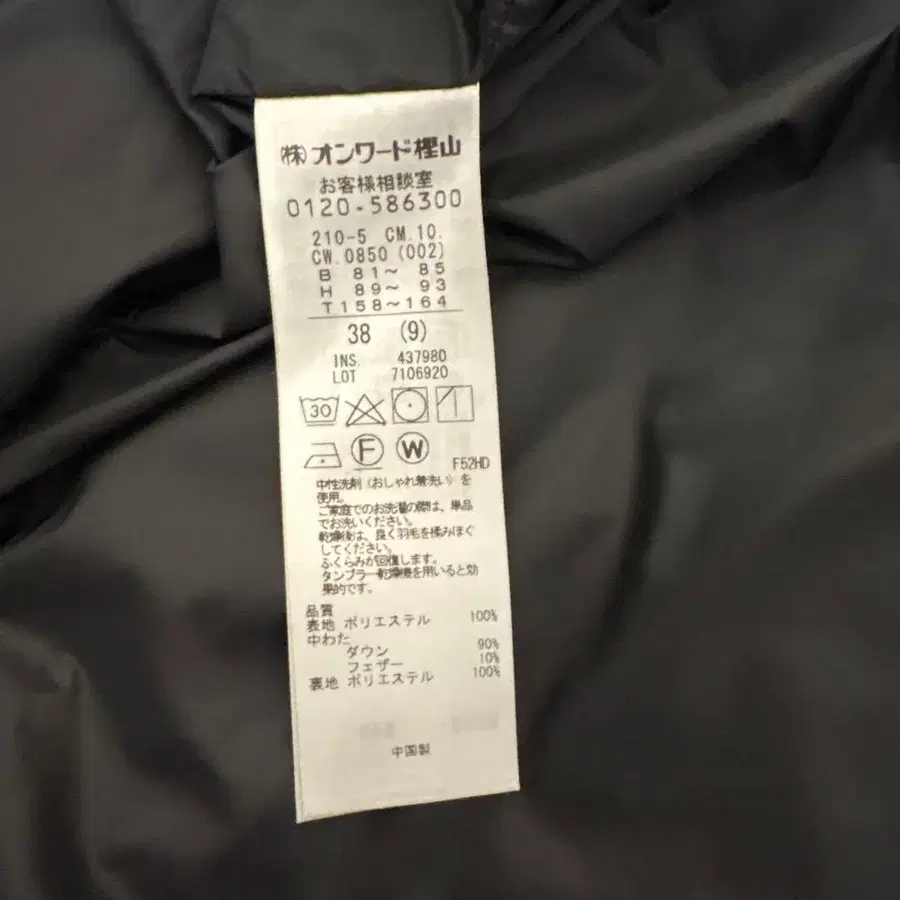 ㈱オンワード樫山
お客様相談室
0120-586300
210-5 CM.10.
CW.0850 (002)
B 81～ 85
H 89～ 93
T158～164
38 (9)
INS. 437980
LOT 7106920
30
F W
F52HD
中性洗剤（おしゃれ着洗い）を
使用。
ご家庭でのお洗濯の際は、単品
でお洗いください。
乾燥後は、良く羽毛を揉みほぐ
してください。
ふくらみが回復します。
タンブラー乾燥機を用いると効
果的です。
品質
表地 ポリエステル 100%
中わた
ダウン 90%
フェザー 10%
裏地 ポリエステル 100%
中国製